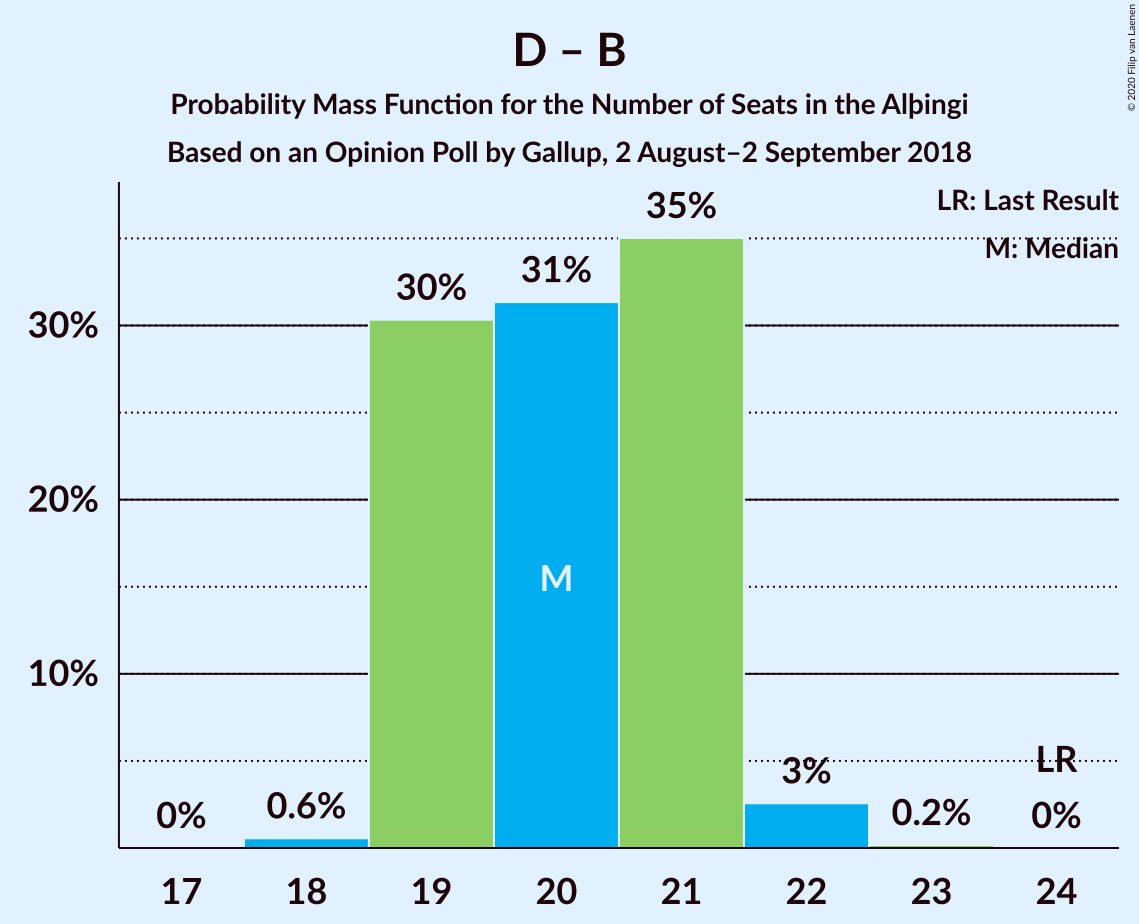 D – B
Probability Mass Function for the Number of Seats in the Alþingi
Based on an Opinion Poll by Gallup, 2 August–2 September 2018
© 2020 Filip van Laenen
LR: Last Result
M: Median
35%
31%
30%
30%
20%
M
10%
LR
3%
0.6%
0.2%
0%
0%
17 18 19 20 21 22 23 24